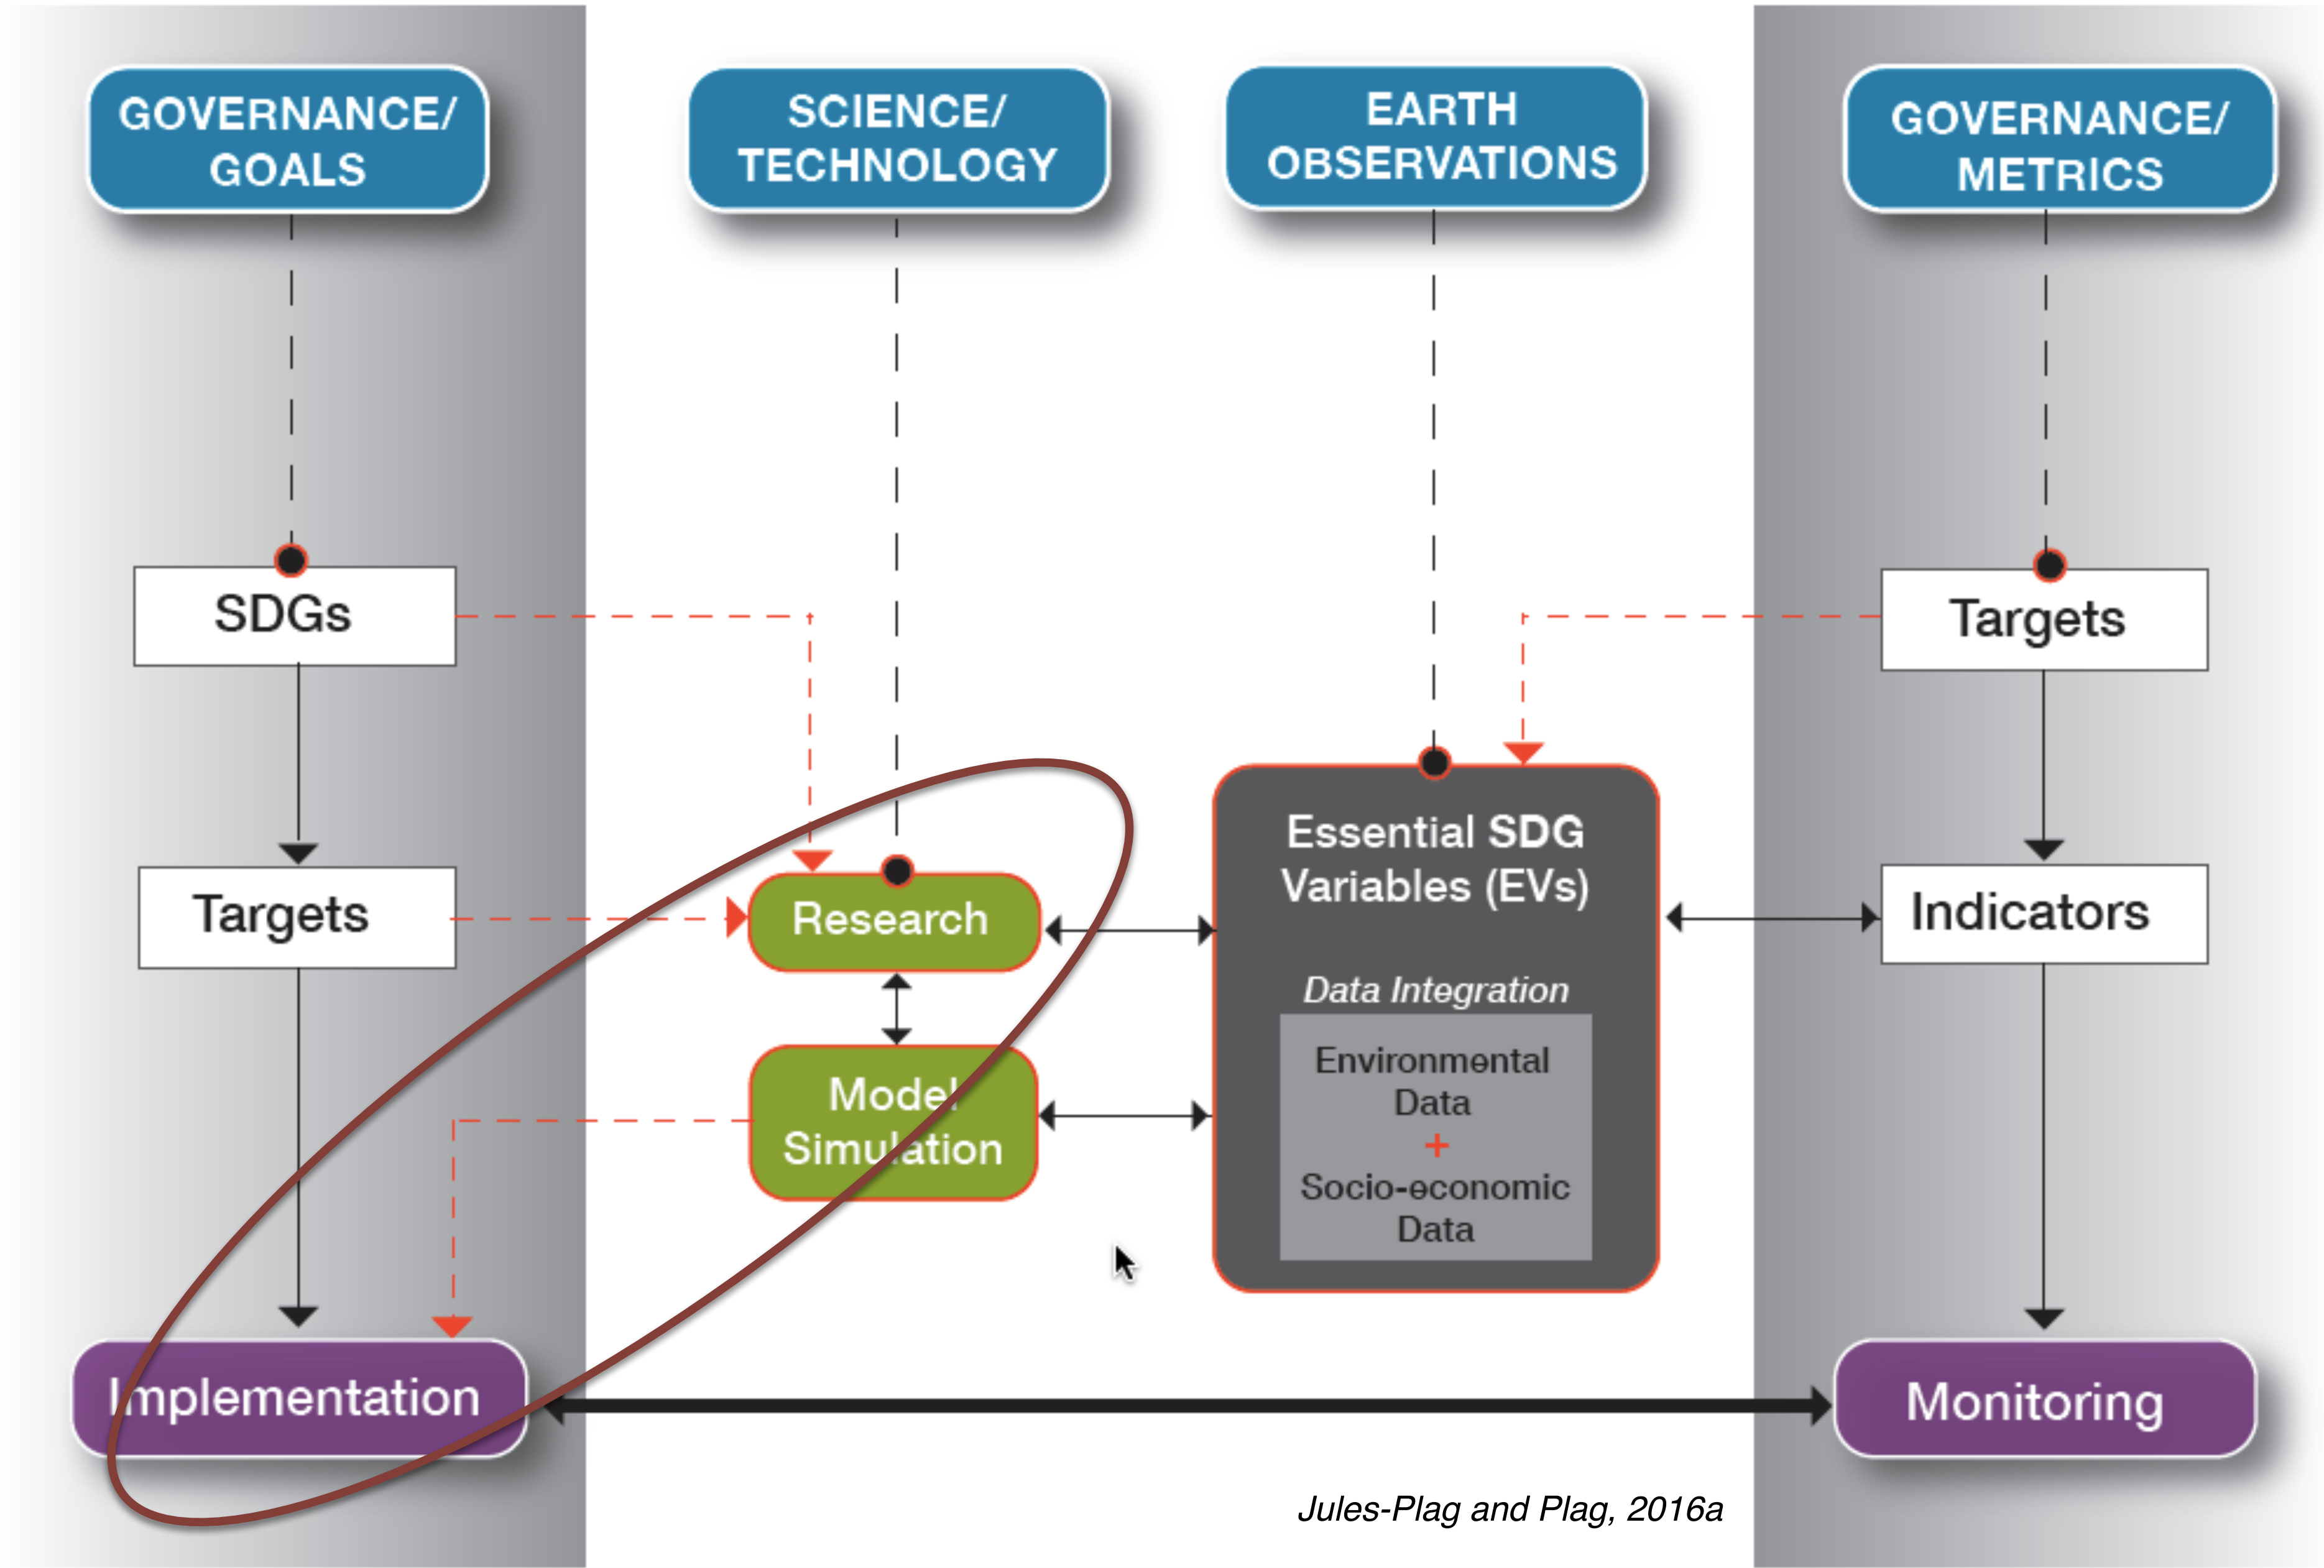 GOVERNANCE/
GOALS
SCIENCE/
TECHNOLOGY
EARTH
OBSERVATIONS
GOVERNANCE/
METRICS
SDGs
Targets
Targets
Research
Essential SDG
Variables (EVs)
Indicators
Data Integration
Model
Simulation
Environmental
Data
+
Socio-economic
Data
Implementation
Monitoring
Jules-Plag and Plag, 2016a